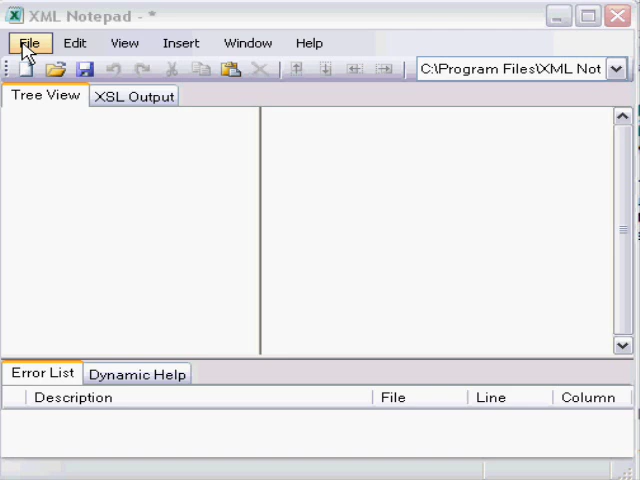 XML Notepad - *
File Edit View Insert Window Help
C:\Program Files\XML Not
Tree View XSL Output
Error List Dynamic Help
Description File Line Column